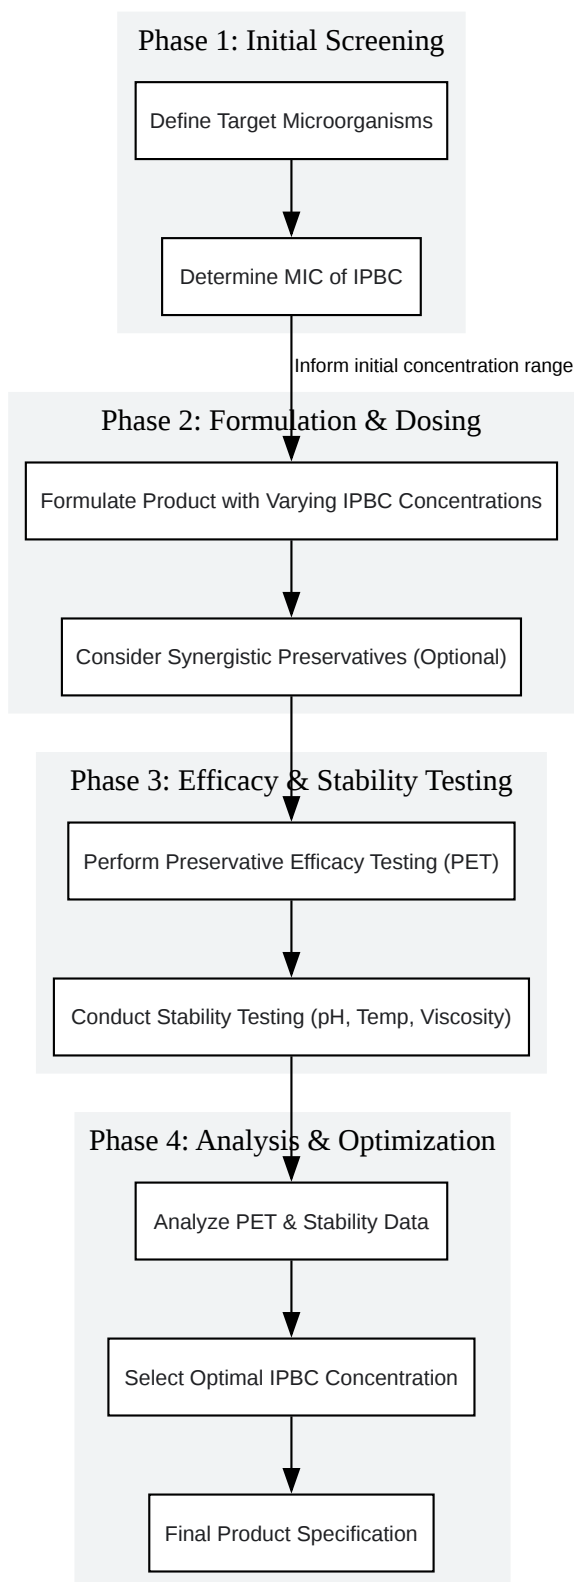 Phase 1: Initial Screening
Define Target Microorganisms
Determine MIC of IPBC
Inform initial concentration range
Phase 2: Formulation & Dosing
Formulate Product with Varying IPBC Concentrations
Consider Synergistic Preservatives (Optional)
Phase 3: Efficacy & Stability Testing
Perform Preservative Efficacy Testing (PET)
Conduct Stability Testing (pH, Temp, Viscosity)
Phase 4: Analysis & Optimization
Analyze PET & Stability Data
Select Optimal IPBC Concentration
Final Product Specification